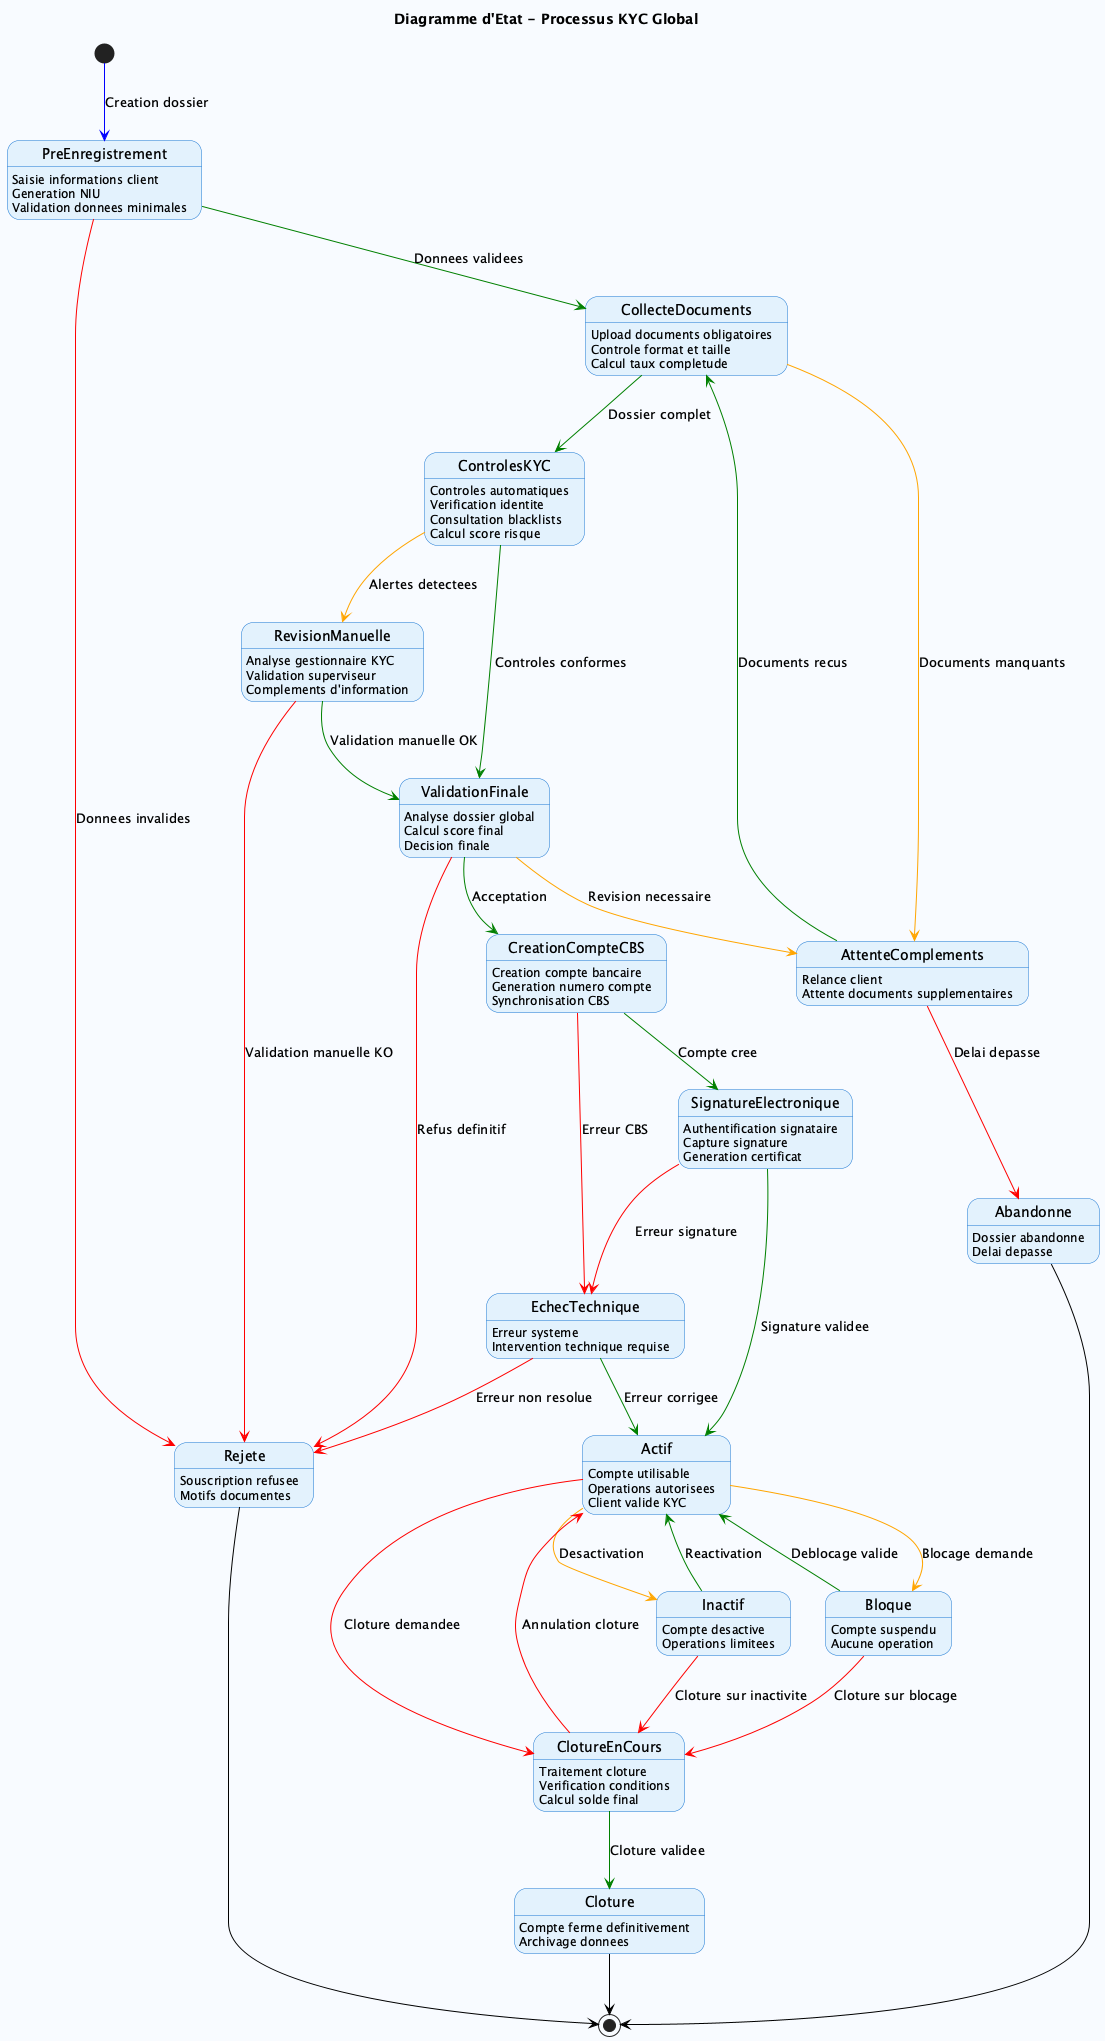 Diagramme d'Etat - Processus KYC Global
Creation dossier
PreEnregistrement
Saisie informations client
Generation NIU
Validation donnees minimales
Donnees validees
CollecteDocuments
Upload documents obligatoires
Controle format et taille
Calcul taux completude
Dossier complet
ControlesKYC
Controles automatiques
Verification identite
Consultation blacklists
Calcul score risque
Alertes detectees
RevisionManuelle
Analyse gestionnaire KYC
Validation superviseur
Complements d'information
Controles conformes
Documents recus
Documents manquants
Validation manuelle OK
ValidationFinale
Analyse dossier global
Calcul score final
Decision finale
Donnees invalides
Acceptation
Revision necessaire
CreationCompteCBS
Creation compte bancaire
Generation numero compte
Synchronisation CBS
AttenteComplements
Relance client
Attente documents supplementaires
Validation manuelle KO
Compte cree
Delai depasse
SignatureElectronique
Authentification signataire
Capture signature
Generation certificat
Refus definitif
Erreur CBS
Abandonne
Dossier abandonne
Delai depasse
Erreur signature
EchecTechnique
Erreur systeme
Intervention technique requise
Signature validee
Erreur non resolue
Erreur corrigee
Rejete
Souscription refusee
Motifs documentes
Actif
Compte utilisable
Operations autorisees
Client valide KYC
Desactivation
Reactivation
Deblocage valide
Blocage demande
Inactif
Compte desactive
Operations limitees
Bloque
Compte suspendu
Aucune operation
Cloture demandee
Annulation cloture
Cloture sur inactivite
Cloture sur blocage
ClotureEnCours
Traitement cloture
Verification conditions
Calcul solde final
Cloture validee
Cloture
Compte ferme definitivement
Archivage donnees